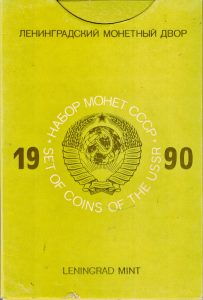 ЛЕНИНГРАДСКИЙ МОНЕТНЫЙ ДВОР
НАБОР МОНЕТ СССР
19 90
SET OF COINS OF THE USSR
LENINGRAD MINT